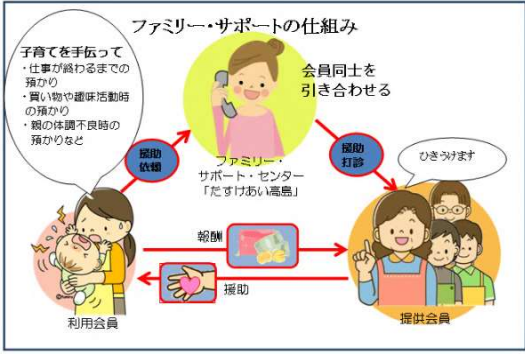 ファミリー・サポートの仕組み
子育てを手伝って
・仕事が終わるまでの
預かり
・買い物や趣味活動時
の預かり
・親の体調不良時の
預かりなど
会員同士を
引き合わせる
援助
依頼
ファミリー・
サポート・センター
「たすけあい高島」
援助
打診
ひきうけます
報酬
援助
利用会員
提供会員